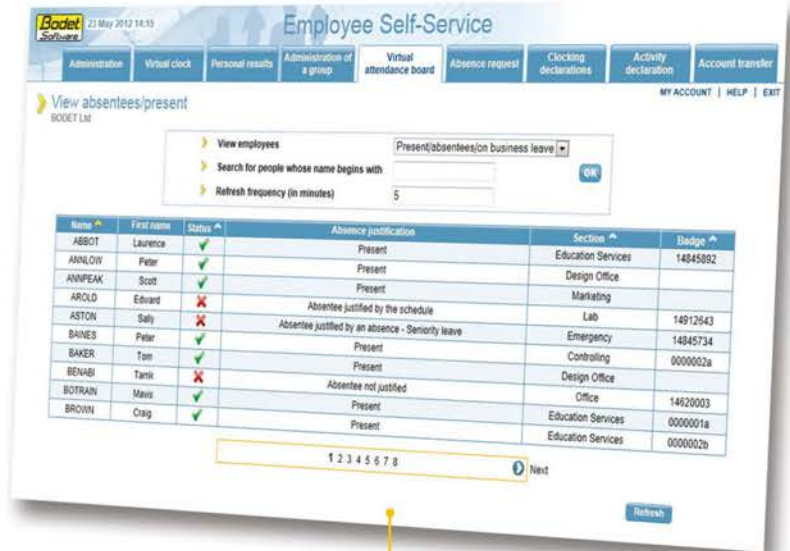 Bodet Software 23 May 2012 14:15 Employee Self-Service
Administration Virtual clock Personal results Administration of a group Virtual attendance board Absence request Clocking declarations Activity declaration Account transfer
MY ACCOUNT | HELP | EXIT
View absentees/present
BODET Ltd
View employees Present/absentees/on business leave
Search for people whose name begins with OK
Refresh frequency (in minutes) 5
Name First name Status Absence justification Section Badge
ABBOT Laurence Present Education Services 14845892
ANNLOW Peter Present Design Office
ANNPEAK Scott Present Marketing
AROLD Edward Absentee justified by the schedule Lab 14912643
ASTON Sally Absentee justified by an absence - Seniority leave Emergency 14845734
BAINES Peter Present Controlling 0000002a
BAKER Tom Present Design Office
BENABI Absentee not justified Office 14620003
BOTRAIN Mavis Present Education Services 0000001a
BROWN Craig Present Education Services 0000002b
1 2 3 4 5 6 7 8 Next
Refresh